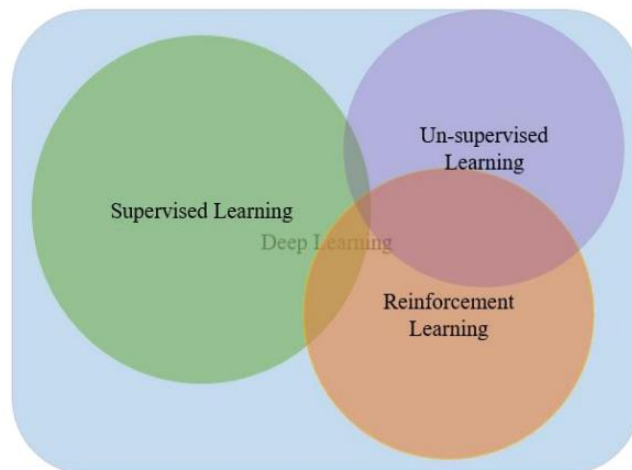 Un-supervised
Learning
Supervised Learning
Deep Learning
Reinforcement
Learning